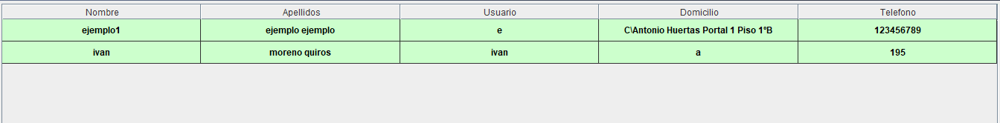 Nombre Apellidos Usuario Domicilio Telefono
ejemplo1 ejemplo ejemplo e C\Antonio Huertas Portal 1 Piso 1ºB 123456789
ivan moreno quiros ivan a 195